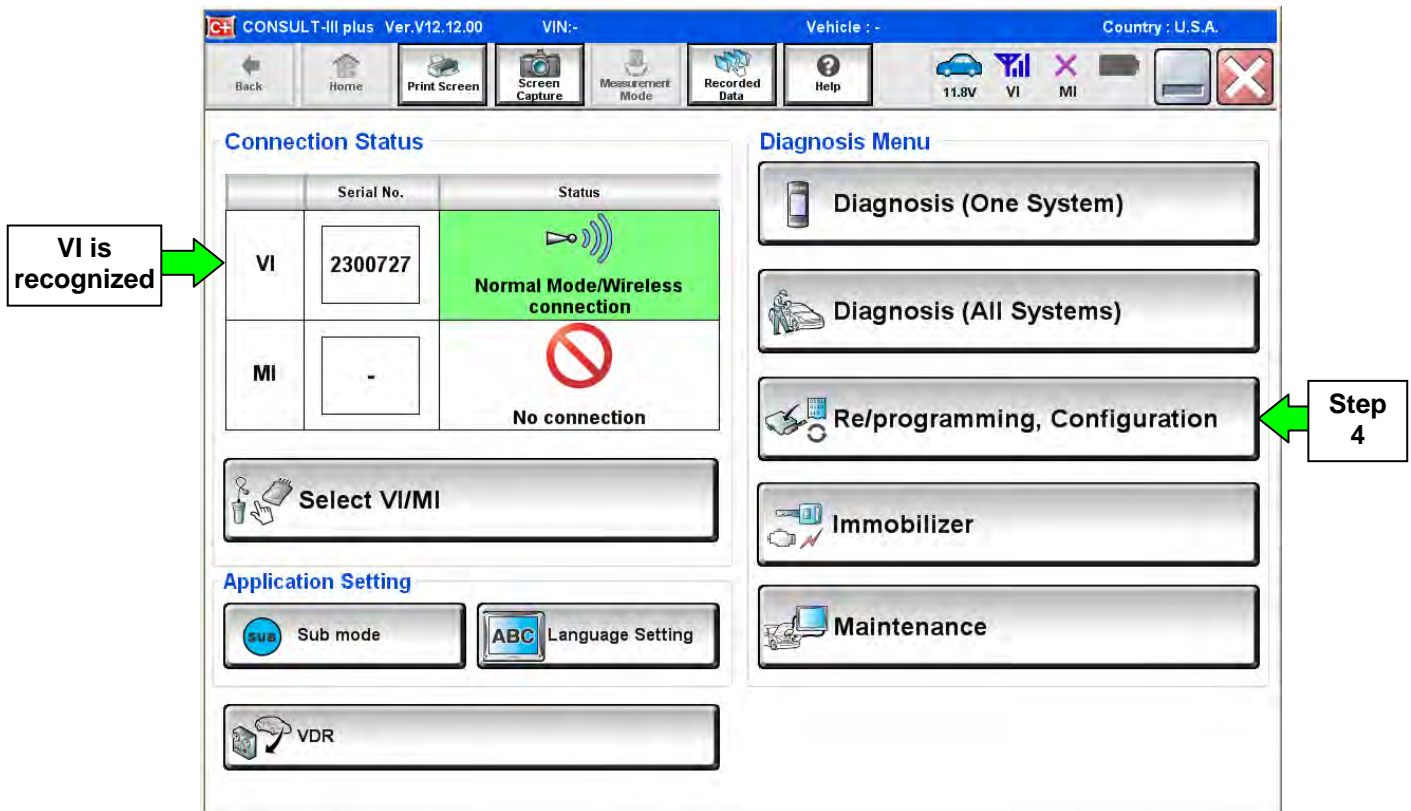 C+ CONSULT-III plus Ver.V12.12.00 VIN:- Vehicle : - Country : U.S.A.
Back
Home
Print Screen
Screen
Capture
Measurement
Mode
Recorded
Data
Help
11.8V
VI
MI
Connection Status
Serial No.
Status
VI
2300727
Normal Mode/Wireless
connection
MI
-
No connection
Select VI/MI
Application Setting
SUB
Sub mode
ABC
Language Setting
VDR
Diagnosis Menu
Diagnosis (One System)
Diagnosis (All Systems)
Re/programming, Configuration
Immobilizer
Maintenance
VI is
recognized
Step
4